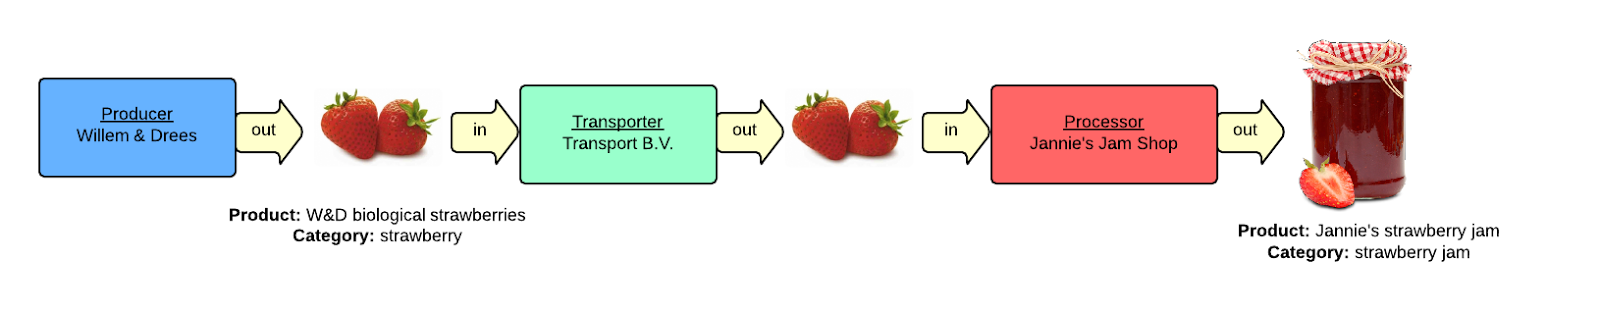 Producer
Willem & Drees
out
in
Transporter
Transport B.V.
out
in
Processor
Jannie's Jam Shop
out
Product: W&D biological strawberries
Category: strawberry
Product: Jannie's strawberry jam
Category: strawberry jam